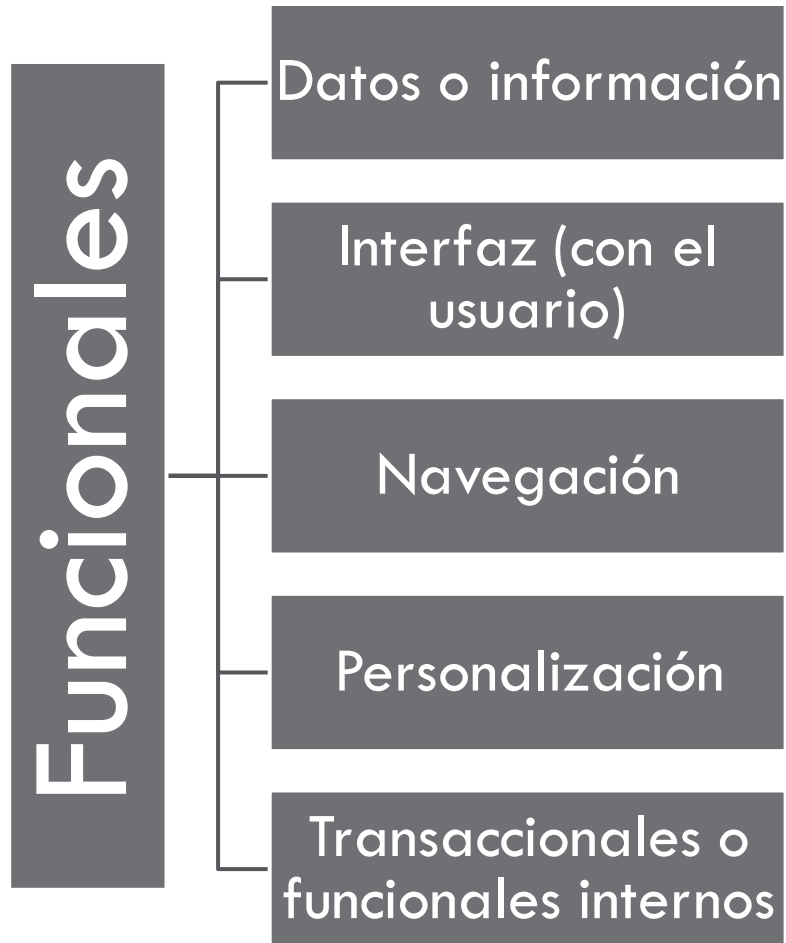 Funcionales
Datos o información
Interfaz (con el
usuario)
Navegación
Personalización
Transaccionales o
funcionales internos